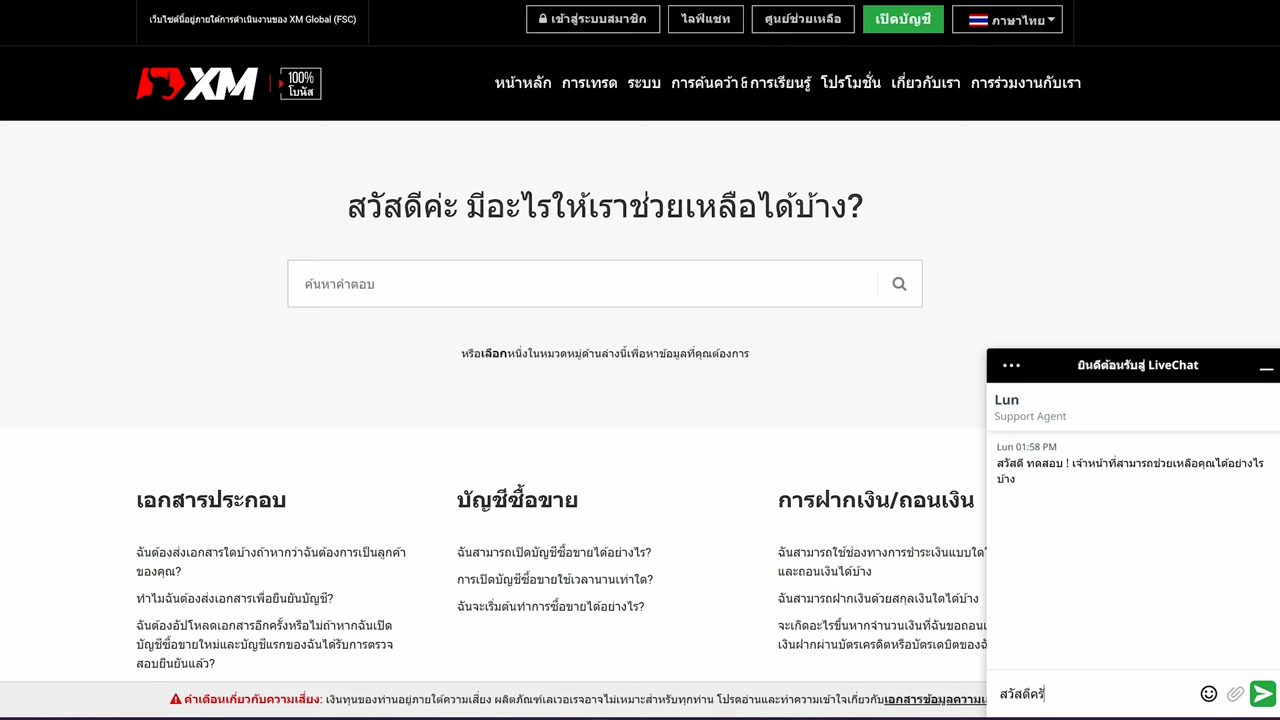 เว็บไซต์นี้อยู่ภายใต้การดำเนินงานของ XM Global (FSC)
เข้าสู่ระบบสมาชิก
ไลฟ์แชท
ศูนย์ช่วยเหลือ
เปิดบัญชี
ภาษาไทย
XM
100%
โบนัส
หน้าหลัก การเทรด ระบบ การค้นคว้า & การเรียนรู้ โปรโมชั่น เกี่ยวกับเรา การร่วมงานกับเรา
สวัสดีค่ะ มีอะไรให้เราช่วยเหลือได้บ้าง?
ค้นหาคำตอบ
หรือเลือกหนึ่งในหมวดหมู่ด้านล่างนี้เพื่อหาข้อมูลที่คุณต้องการ
เอกสารประกอบ
ฉันต้องส่งเอกสารใดบ้างถ้าหากว่าฉันต้องการเป็นลูกค้า
ของคุณ?
ทำไมฉันต้องส่งเอกสารเพื่อยืนยันบัญชี?
ฉันต้องอัปโหลดเอกสารอีกครั้งหรือไม่ถ้าหากฉันเปิด
บัญชีซื้อขายใหม่และบัญชีแรกของฉันได้รับการตรวจ
สอบยืนยันแล้ว?
บัญชีซื้อขาย
ฉันสามารถเปิดบัญชีซื้อขายได้อย่างไร?
การเปิดบัญชีซื้อขายใช้เวลานานเท่าใด?
ฉันจะเริ่มต้นทำการซื้อขายได้อย่างไร?
การฝากเงิน/ถอนเงิน
ฉันสามารถใช้ช่องทางการชำระเงินแบบใด
และถอนเงินได้บ้าง
ฉันสามารถฝากเงินด้วยสกุลเงินใดได้บ้าง
จะเกิดอะไรขึ้นหากจำนวนเงินที่ฉันขอถอน
เงินฝากผ่านบัตรเครดิตหรือบัตรเดบิตของ
คำเตือนเกี่ยวกับความเสี่ยง: เงินทุนของท่านอยู่ภายใต้ความเสี่ยง ผลิตภัณฑ์เลเวอเรจอาจไม่เหมาะสำหรับทุกท่าน โปรดอ่านและทำความเข้าใจเกี่ยวกับเอกสารข้อมูลความ
ยินดีต้อนรับสู่ LiveChat
Lun
Support Agent
Lun 01:58 PM
สวัสดี ทดสอบ ! เจ้าหน้าที่สามารถช่วยเหลือคุณได้อย่างไร
บ้าง
สวัสดีครั